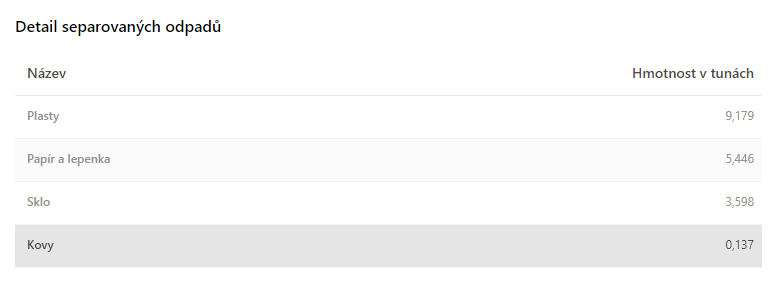 Detail separovaných odpadů
Název Hmotnost v tunách
Plasty 9,179
Papír a lepenka 5,446
Sklo 3,598
Kovy 0,137